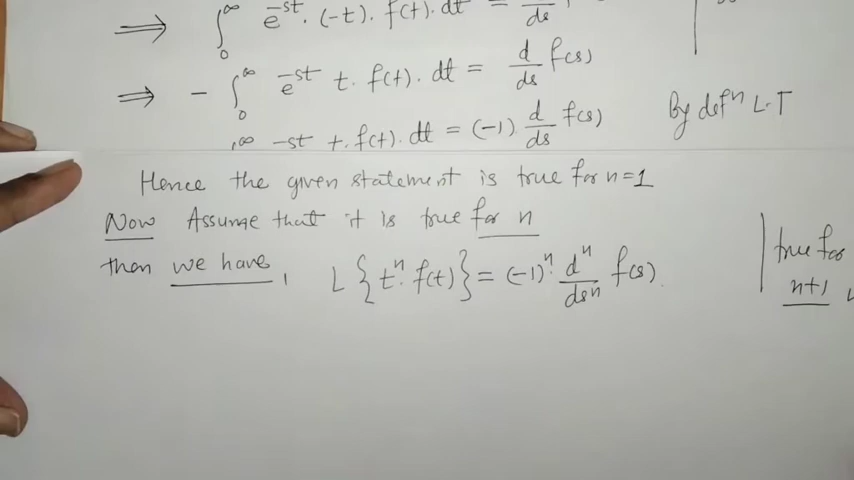 ⟹ ∫₀^∞ e^{-st}. (-t). f(t). dt = d/ds
⟹ - ∫₀^∞ e^{-st} t. f(t). dt = d/ds f(s)
∞ -st t. f(t). dt = (-1) d/ds f(s) By defⁿ L.T
Hence the given statement is true for n=1
Now Assume that it is true for n
then we have, L{tⁿ. f(t)} = (-1)ⁿ. dⁿ/dsⁿ f(s).
true for
n+1